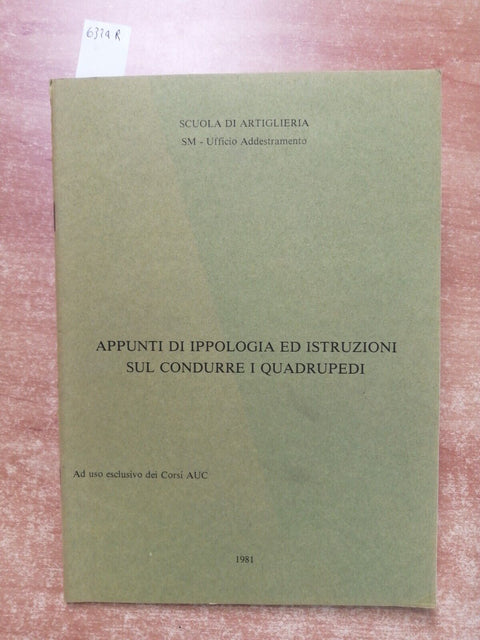 6374 R
SCUOLA DI ARTIGLIERIA
SM - Ufficio Addestramento
APPUNTI DI IPPOLOGIA ED ISTRUZIONI
SUL CONDURRE I QUADRUPEDI
Ad uso esclusivo dei Corsi AUC
1981